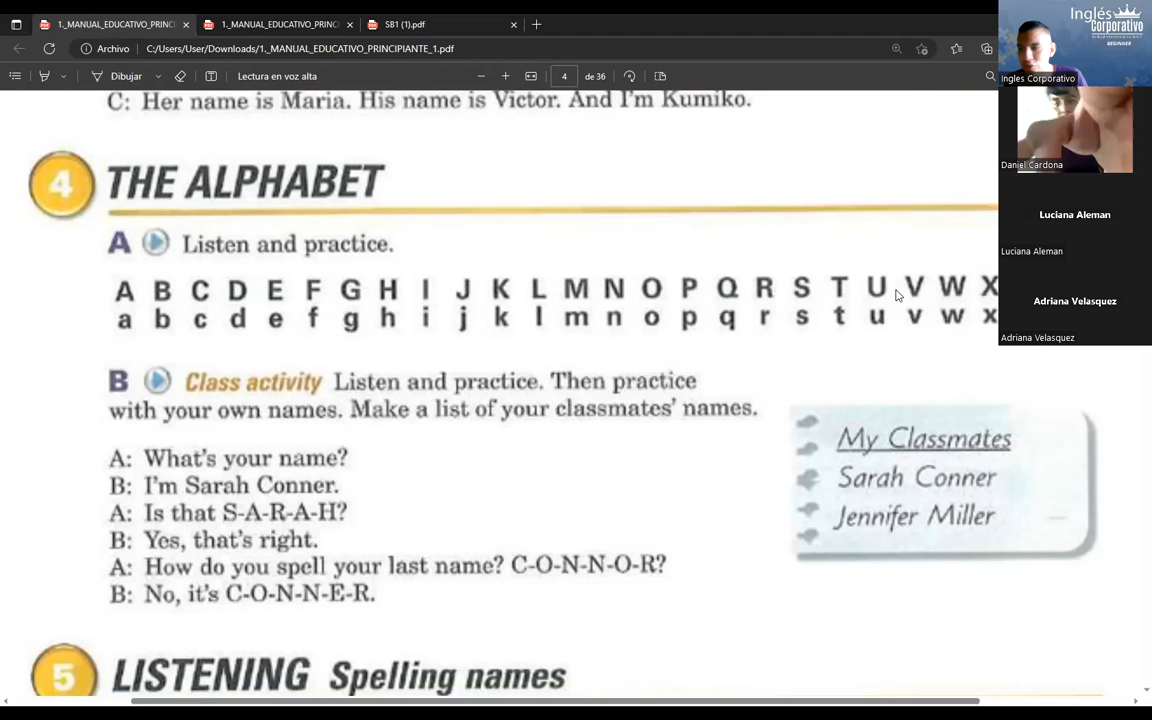 1._MANUAL_EDUCATIVO_PRINCI
1._MANUAL_EDUCATIVO_PRINCI
SB1 (1).pdf
Archivo
C:/Users/User/Downloads/1._MANUAL_EDUCATIVO_PRINCIPIANTE_1.pdf
Dibujar
Lectura en voz alta
4
de 36
Inglés
Corporativo
BEGINNER
Ingles Corporativo
Daniel Cardona
Luciana Aleman
Luciana Aleman
Adriana Velasquez
Adriana Velasquez
C: Her name is Maria. His name is Victor. And I'm Kumiko.
4 THE ALPHABET
A Listen and practice.
A B C D E F G H I J K L M N O P Q R S T U V W X
a b c d e f g h i j k l m n o p q r s t u v w x
B Class activity Listen and practice. Then practice
with your own names. Make a list of your classmates' names.
A: What's your name?
B: I'm Sarah Conner.
A: Is that S-A-R-A-H?
B: Yes, that's right.
A: How do you spell your last name? C-O-N-N-O-R?
B: No, it's C-O-N-N-E-R.
My Classmates
Sarah Conner
Jennifer Miller
5 LISTENING Spelling names